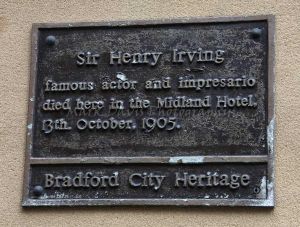 Sir Henry Irving
famous actor and impresario
died here in the Midland Hotel,
13th. October. 1905.
Bradford City Heritage